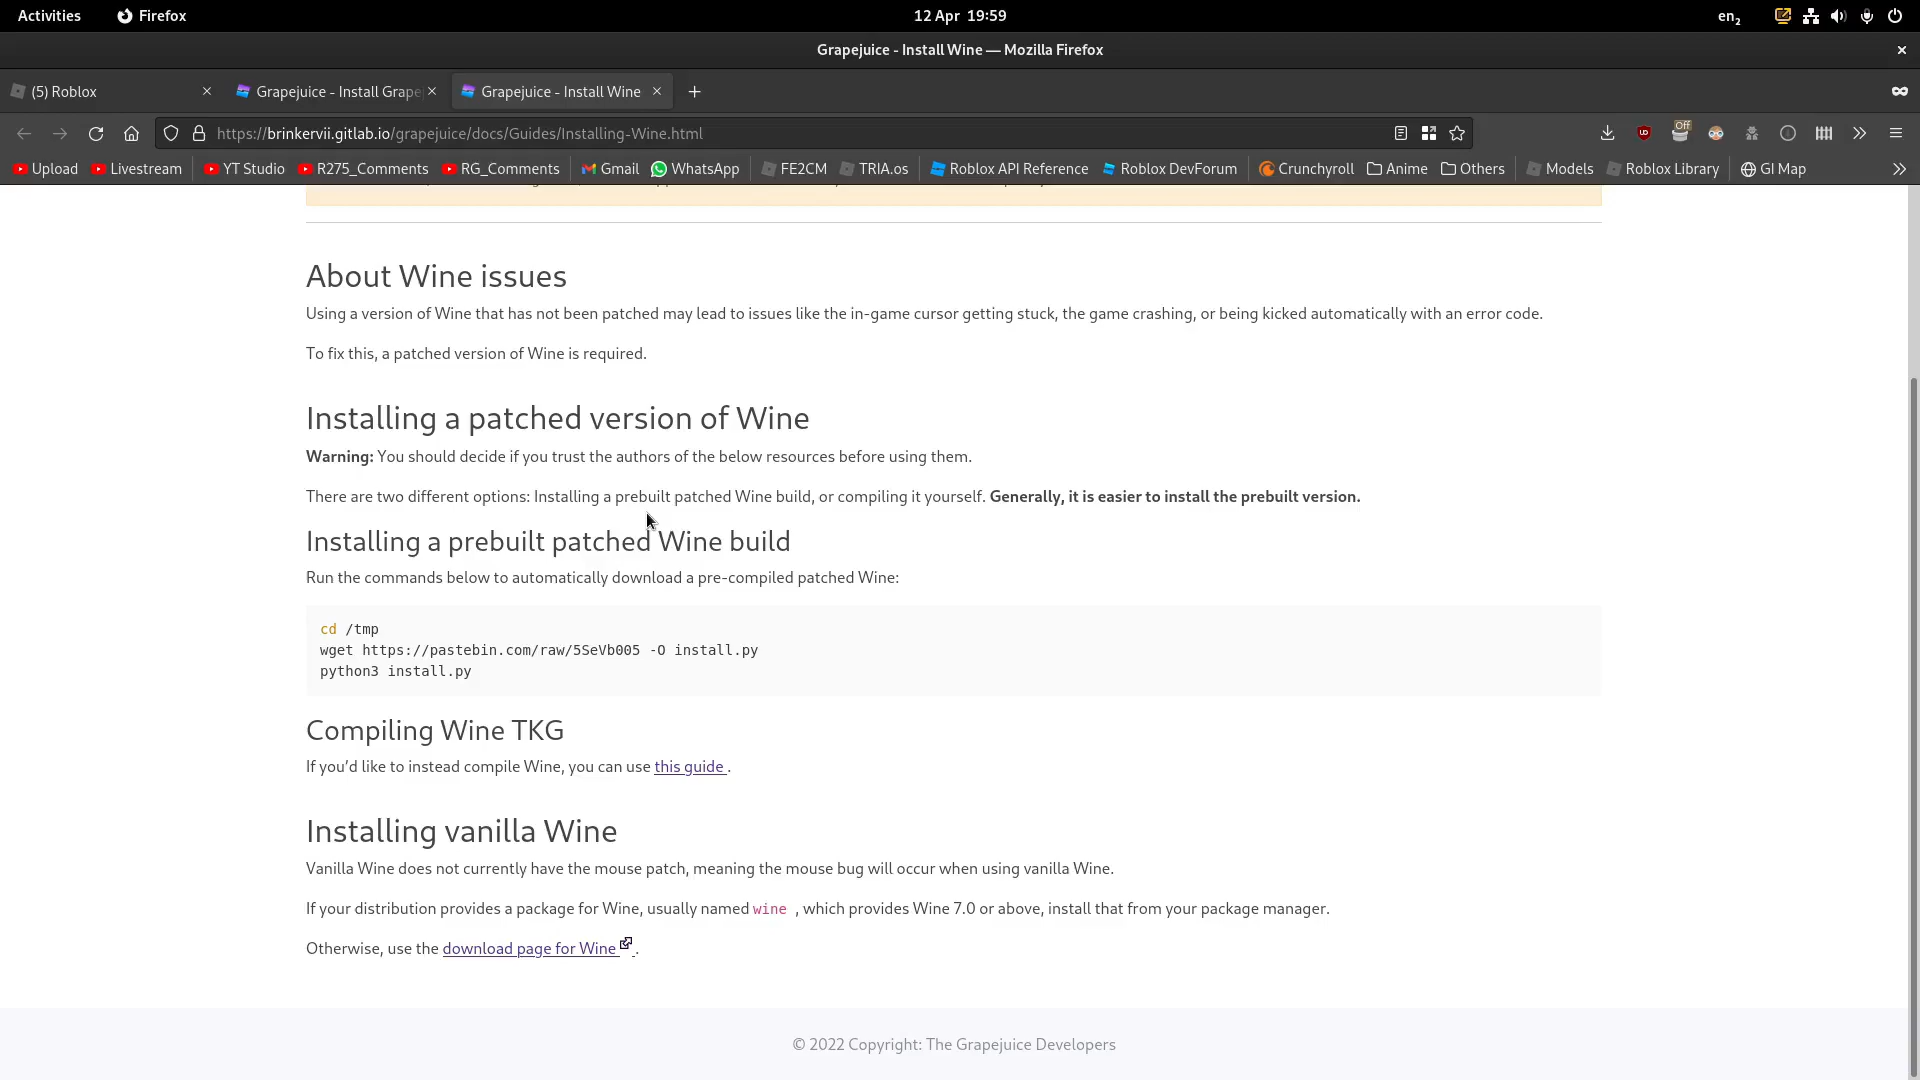 Activities
Firefox
12 Apr 19:59
en2
Grapejuice - Install Wine — Mozilla Firefox
(5) Roblox
Grapejuice - Install Grape
Grapejuice - Install Wine
https://brinkervii.gitlab.io/grapejuice/docs/Guides/Installing-Wine.html
Off
Upload
Livestream
YT Studio
R275_Comments
RG_Comments
Gmail
WhatsApp
FE2CM
TRIA.os
Roblox API Reference
Roblox DevForum
Crunchyroll
Anime
Others
Models
Roblox Library
GI Map
About Wine issues
Using a version of Wine that has not been patched may lead to issues like the in-game cursor getting stuck, the game crashing, or being kicked automatically with an error code.
To fix this, a patched version of Wine is required.
Installing a patched version of Wine
Warning: You should decide if you trust the authors of the below resources before using them.
There are two different options: Installing a prebuilt patched Wine build, or compiling it yourself. Generally, it is easier to install the prebuilt version.
Installing a prebuilt patched Wine build
Run the commands below to automatically download a pre-compiled patched Wine:
cd /tmp
wget https://pastebin.com/raw/5SeVb005 -O install.py
python3 install.py
Compiling Wine TKG
If you’d like to instead compile Wine, you can use this guide .
Installing vanilla Wine
Vanilla Wine does not currently have the mouse patch, meaning the mouse bug will occur when using vanilla Wine.
If your distribution provides a package for Wine, usually named wine , which provides Wine 7.0 or above, install that from your package manager.
Otherwise, use the download page for Wine .
© 2022 Copyright: The Grapejuice Developers